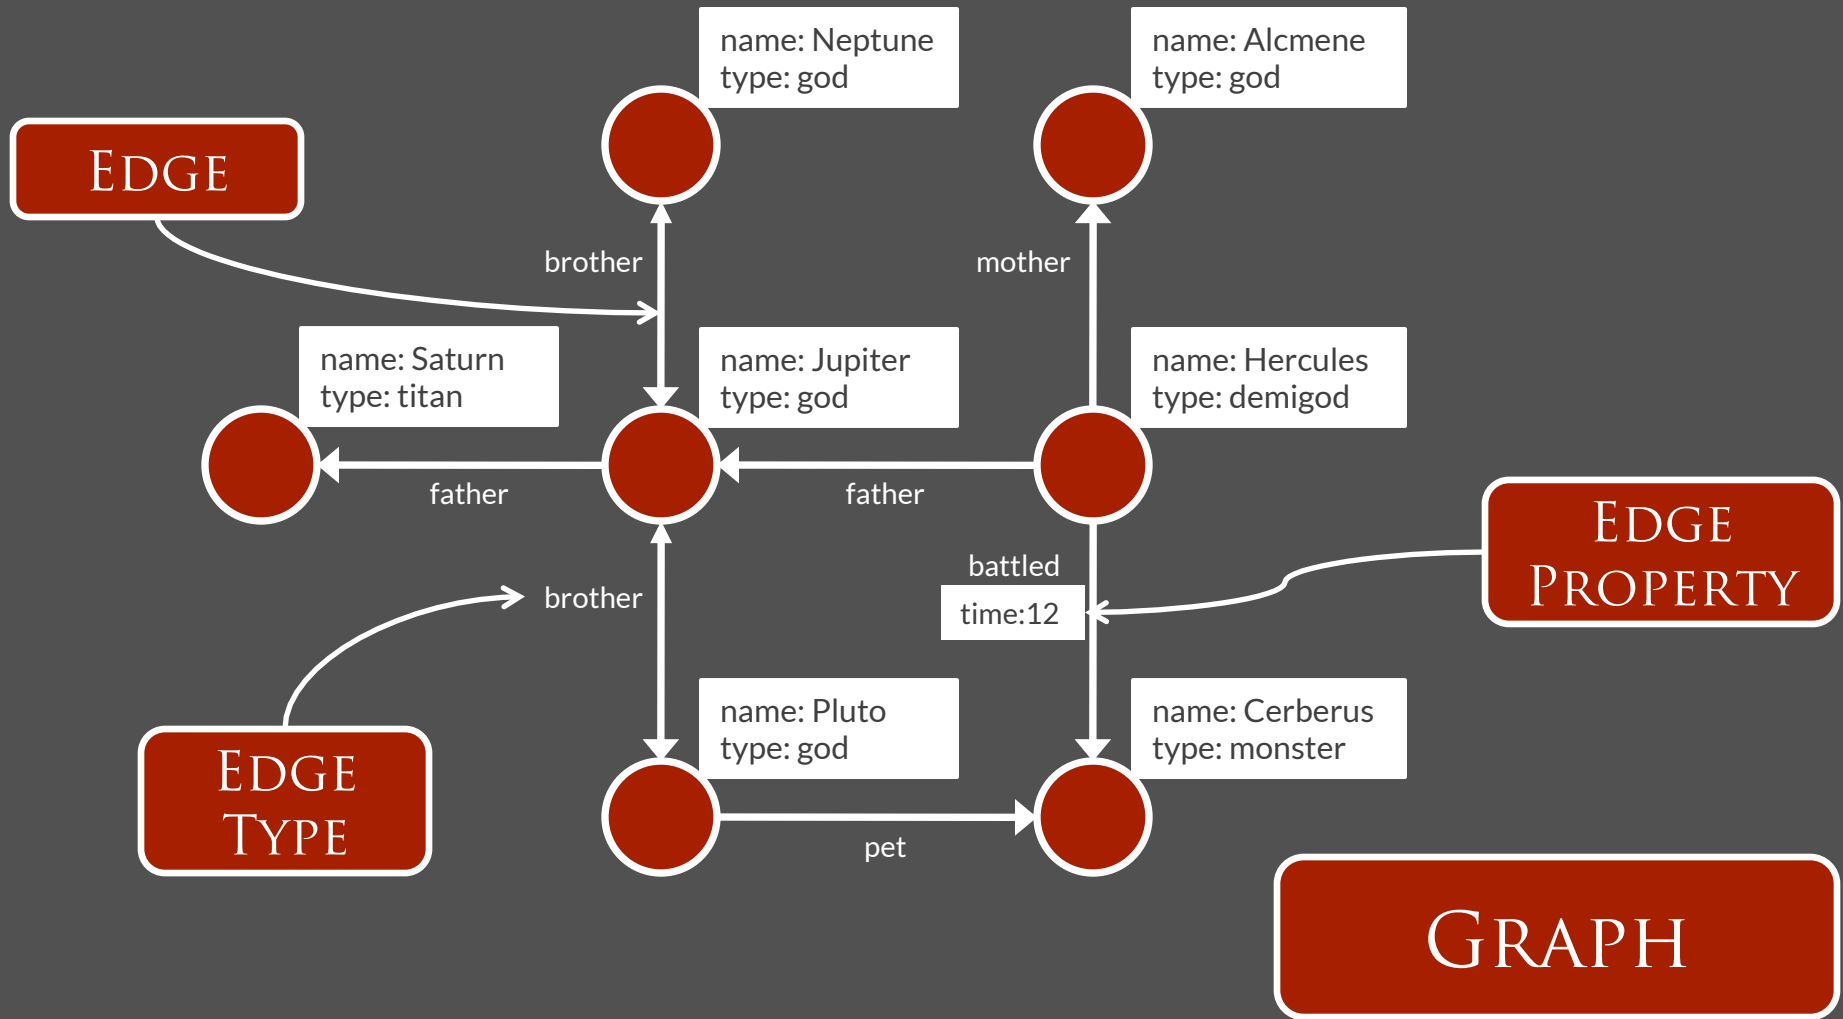 name: Neptune
type: god
name: Alcmene
type: god
EDGE
brother
mother
name: Saturn
type: titan
name: Jupiter
type: god
name: Hercules
type: demigod
father
father
EDGE
PROPERTY
battled
time:12
brother
name: Pluto
type: god
name: Cerberus
type: monster
EDGE
TYPE
pet
GRAPH